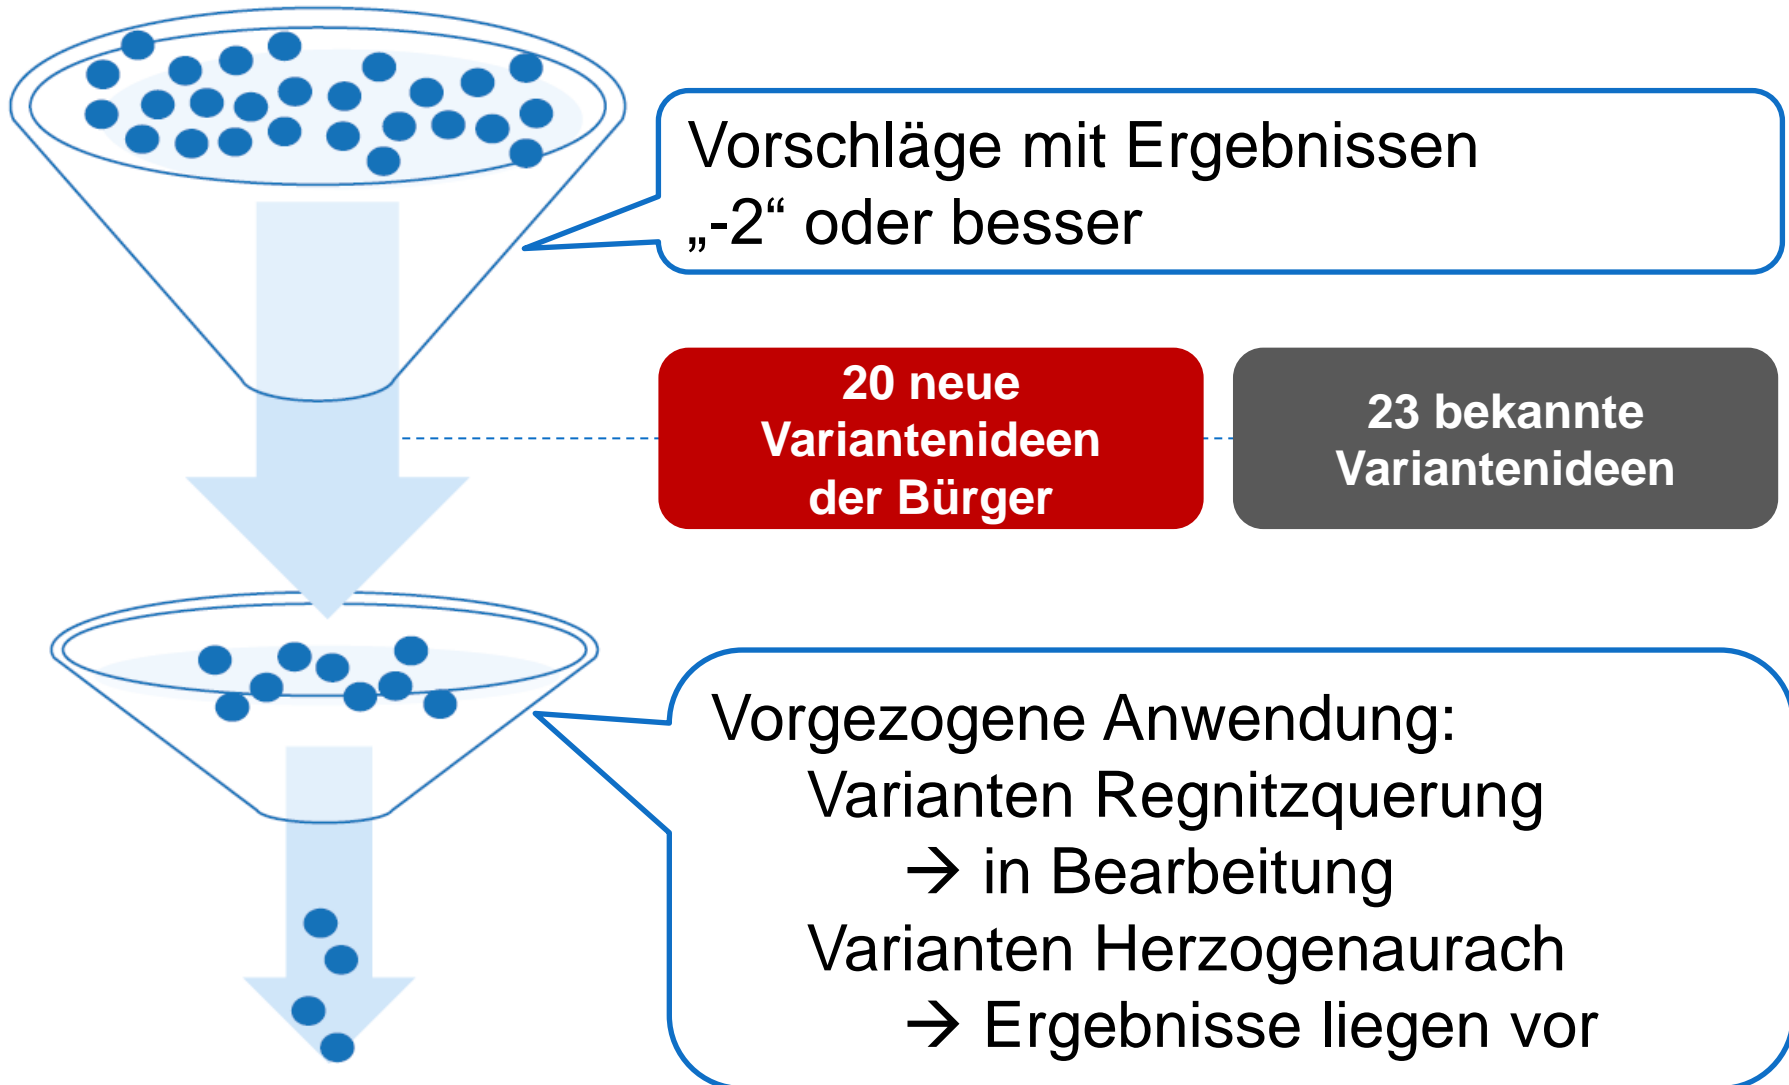 Vorschläge mit Ergebnissen
„-2“ oder besser
20 neue
Variantenideen
der Bürger
23 bekannte
Variantenideen
Vorgezogene Anwendung:
Varianten Regnitzquerung
→ in Bearbeitung
Varianten Herzogenaurach
→ Ergebnisse liegen vor